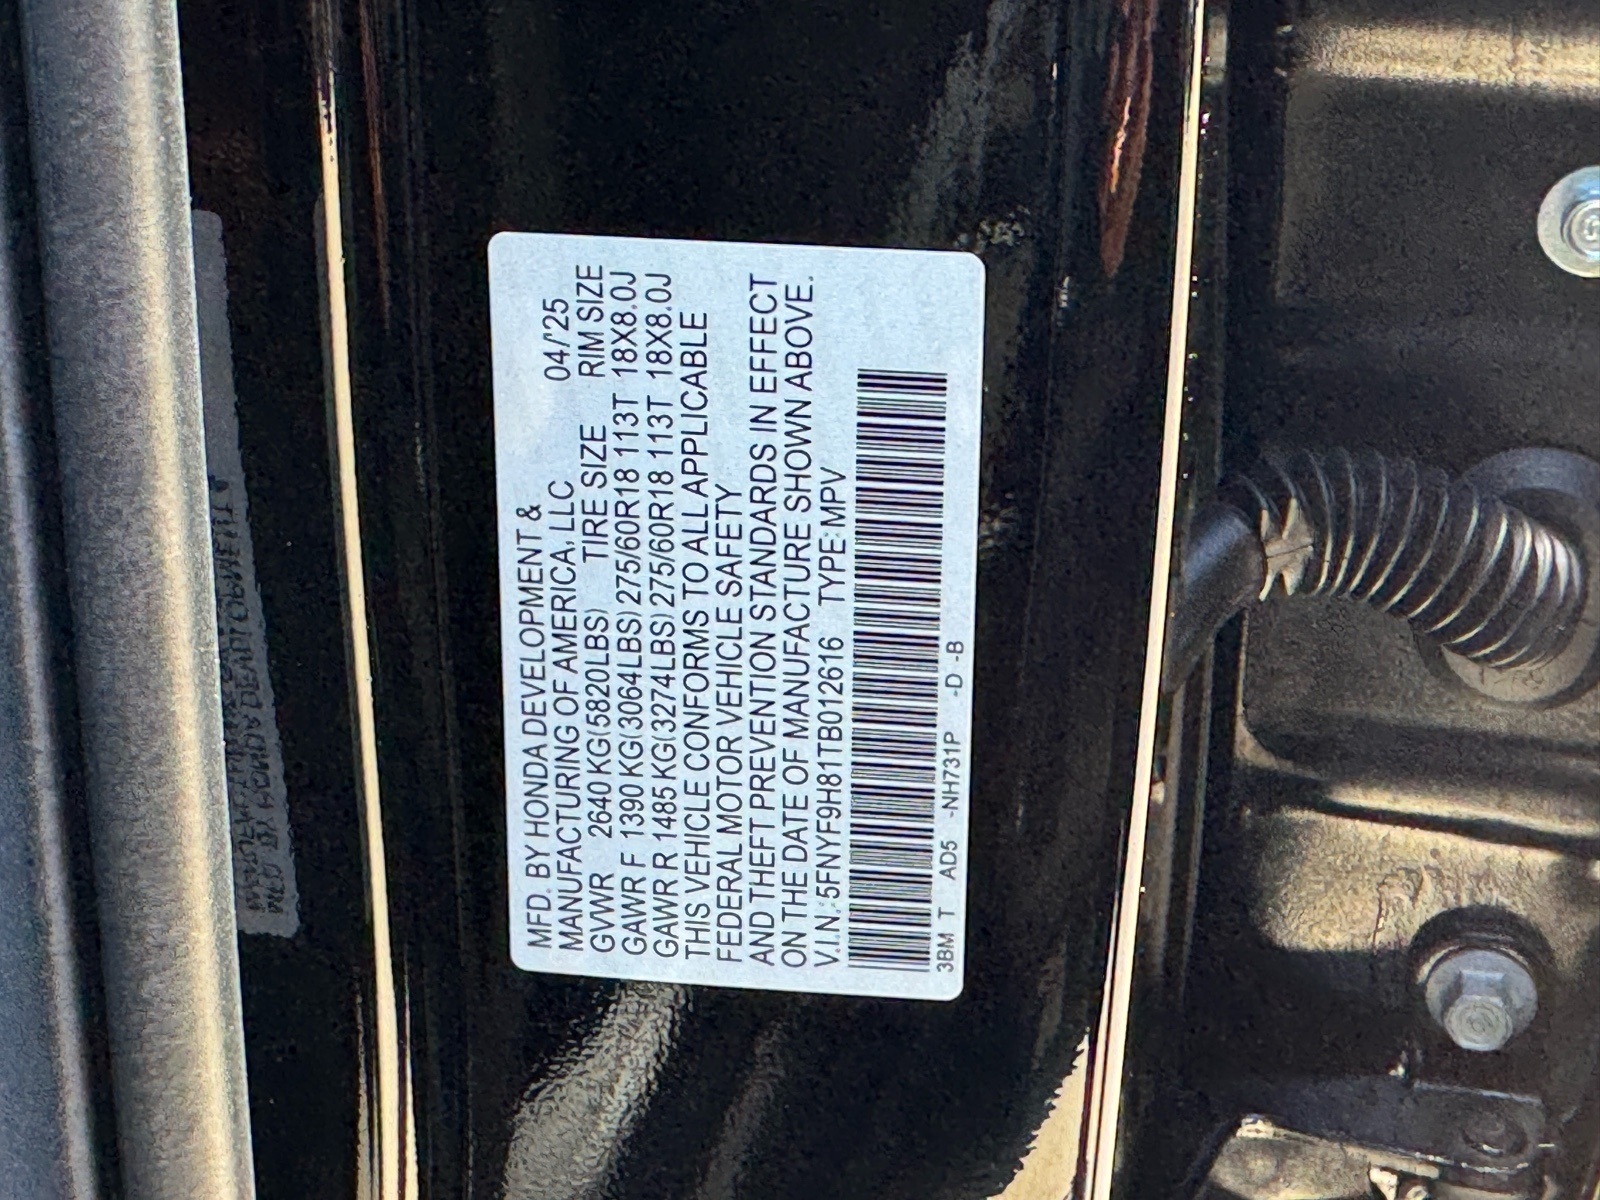 MFD. BY HONDA DEVELOPMENT &
MANUFACTURING OF AMERICA, LLC 04/'25
GVWR 2640 KG(5820LBS) TIRE SIZE RIM SIZE
GAWR F 1390 KG(3064LBS) 275/60R18 113T 18X8.0J
GAWR R 1485 KG(3274LBS) 275/60R18 113T 18X8.0J
THIS VEHICLE CONFORMS TO ALL APPLICABLE
FEDERAL MOTOR VEHICLE SAFETY
AND THEFT PREVENTION STANDARDS IN EFFECT
ON THE DATE OF MANUFACTURE SHOWN ABOVE.
V.I.N. 5FNYF9H81TB012616 TYPE:MPV
3BM T AD5 -NH731P -D -B